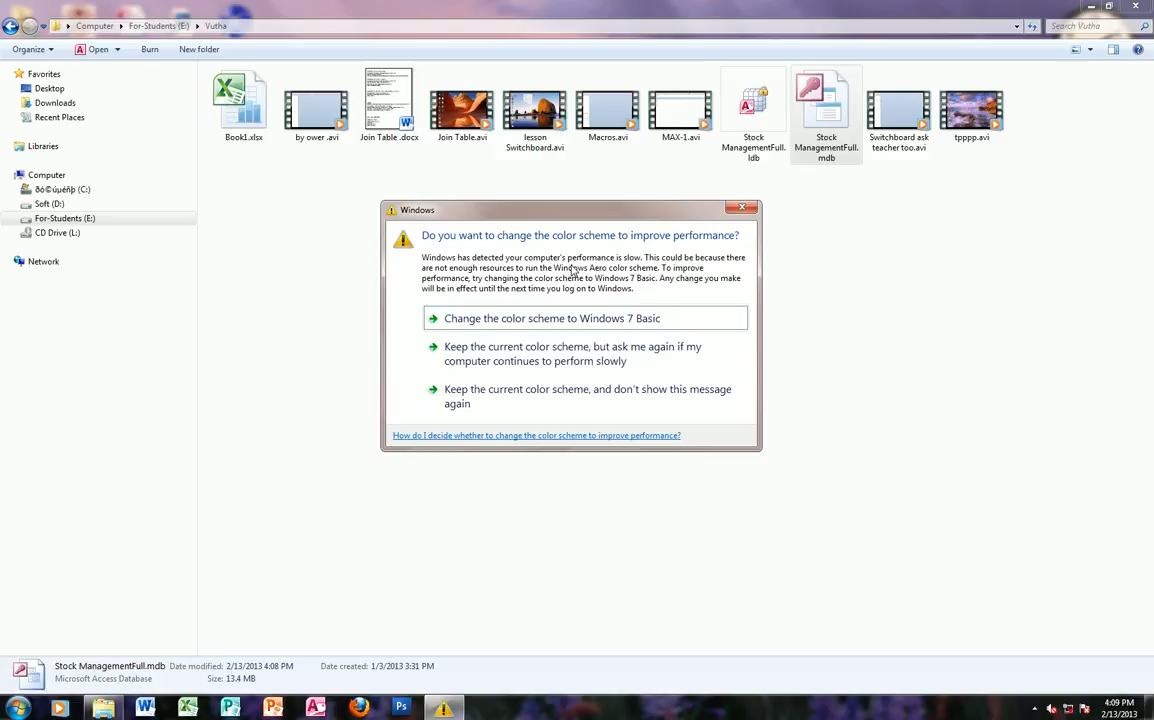 Computer ▸ For-Students (E:) ▸ Vutha
Search Vutha
Organize Open Burn New folder
Favorites
Desktop
Downloads
Recent Places
Libraries
Computer
Soft (D:)
For-Students (E:)
CD Drive (L:)
Network
Book1.xlsx
by ower .avi
Join Table .docx
Join Table.avi
lesson
Switchboard.avi
Macros.avi
MAX-1.avi
Stock
ManagementFull.
ldb
Stock
ManagementFull.
mdb
Switchboard ask
teacher too.avi
tpppp.avi
Windows
Do you want to change the color scheme to improve performance?
Windows has detected your computer's performance is slow. This could be because there
are not enough resources to run the Windows Aero color scheme. To improve
performance, try changing the color scheme to Windows 7 Basic. Any change you make
will be in effect until the next time you log on to Windows.
Change the color scheme to Windows 7 Basic
Keep the current color scheme, but ask me again if my
computer continues to perform slowly
Keep the current color scheme, and don't show this message
again
How do I decide whether to change the color scheme to improve performance?
Stock ManagementFull.mdb Date modified: 2/13/2013 4:08 PM Date created: 1/3/2013 3:31 PM
Microsoft Access Database Size: 13.4 MB
4:09 PM
2/13/2013